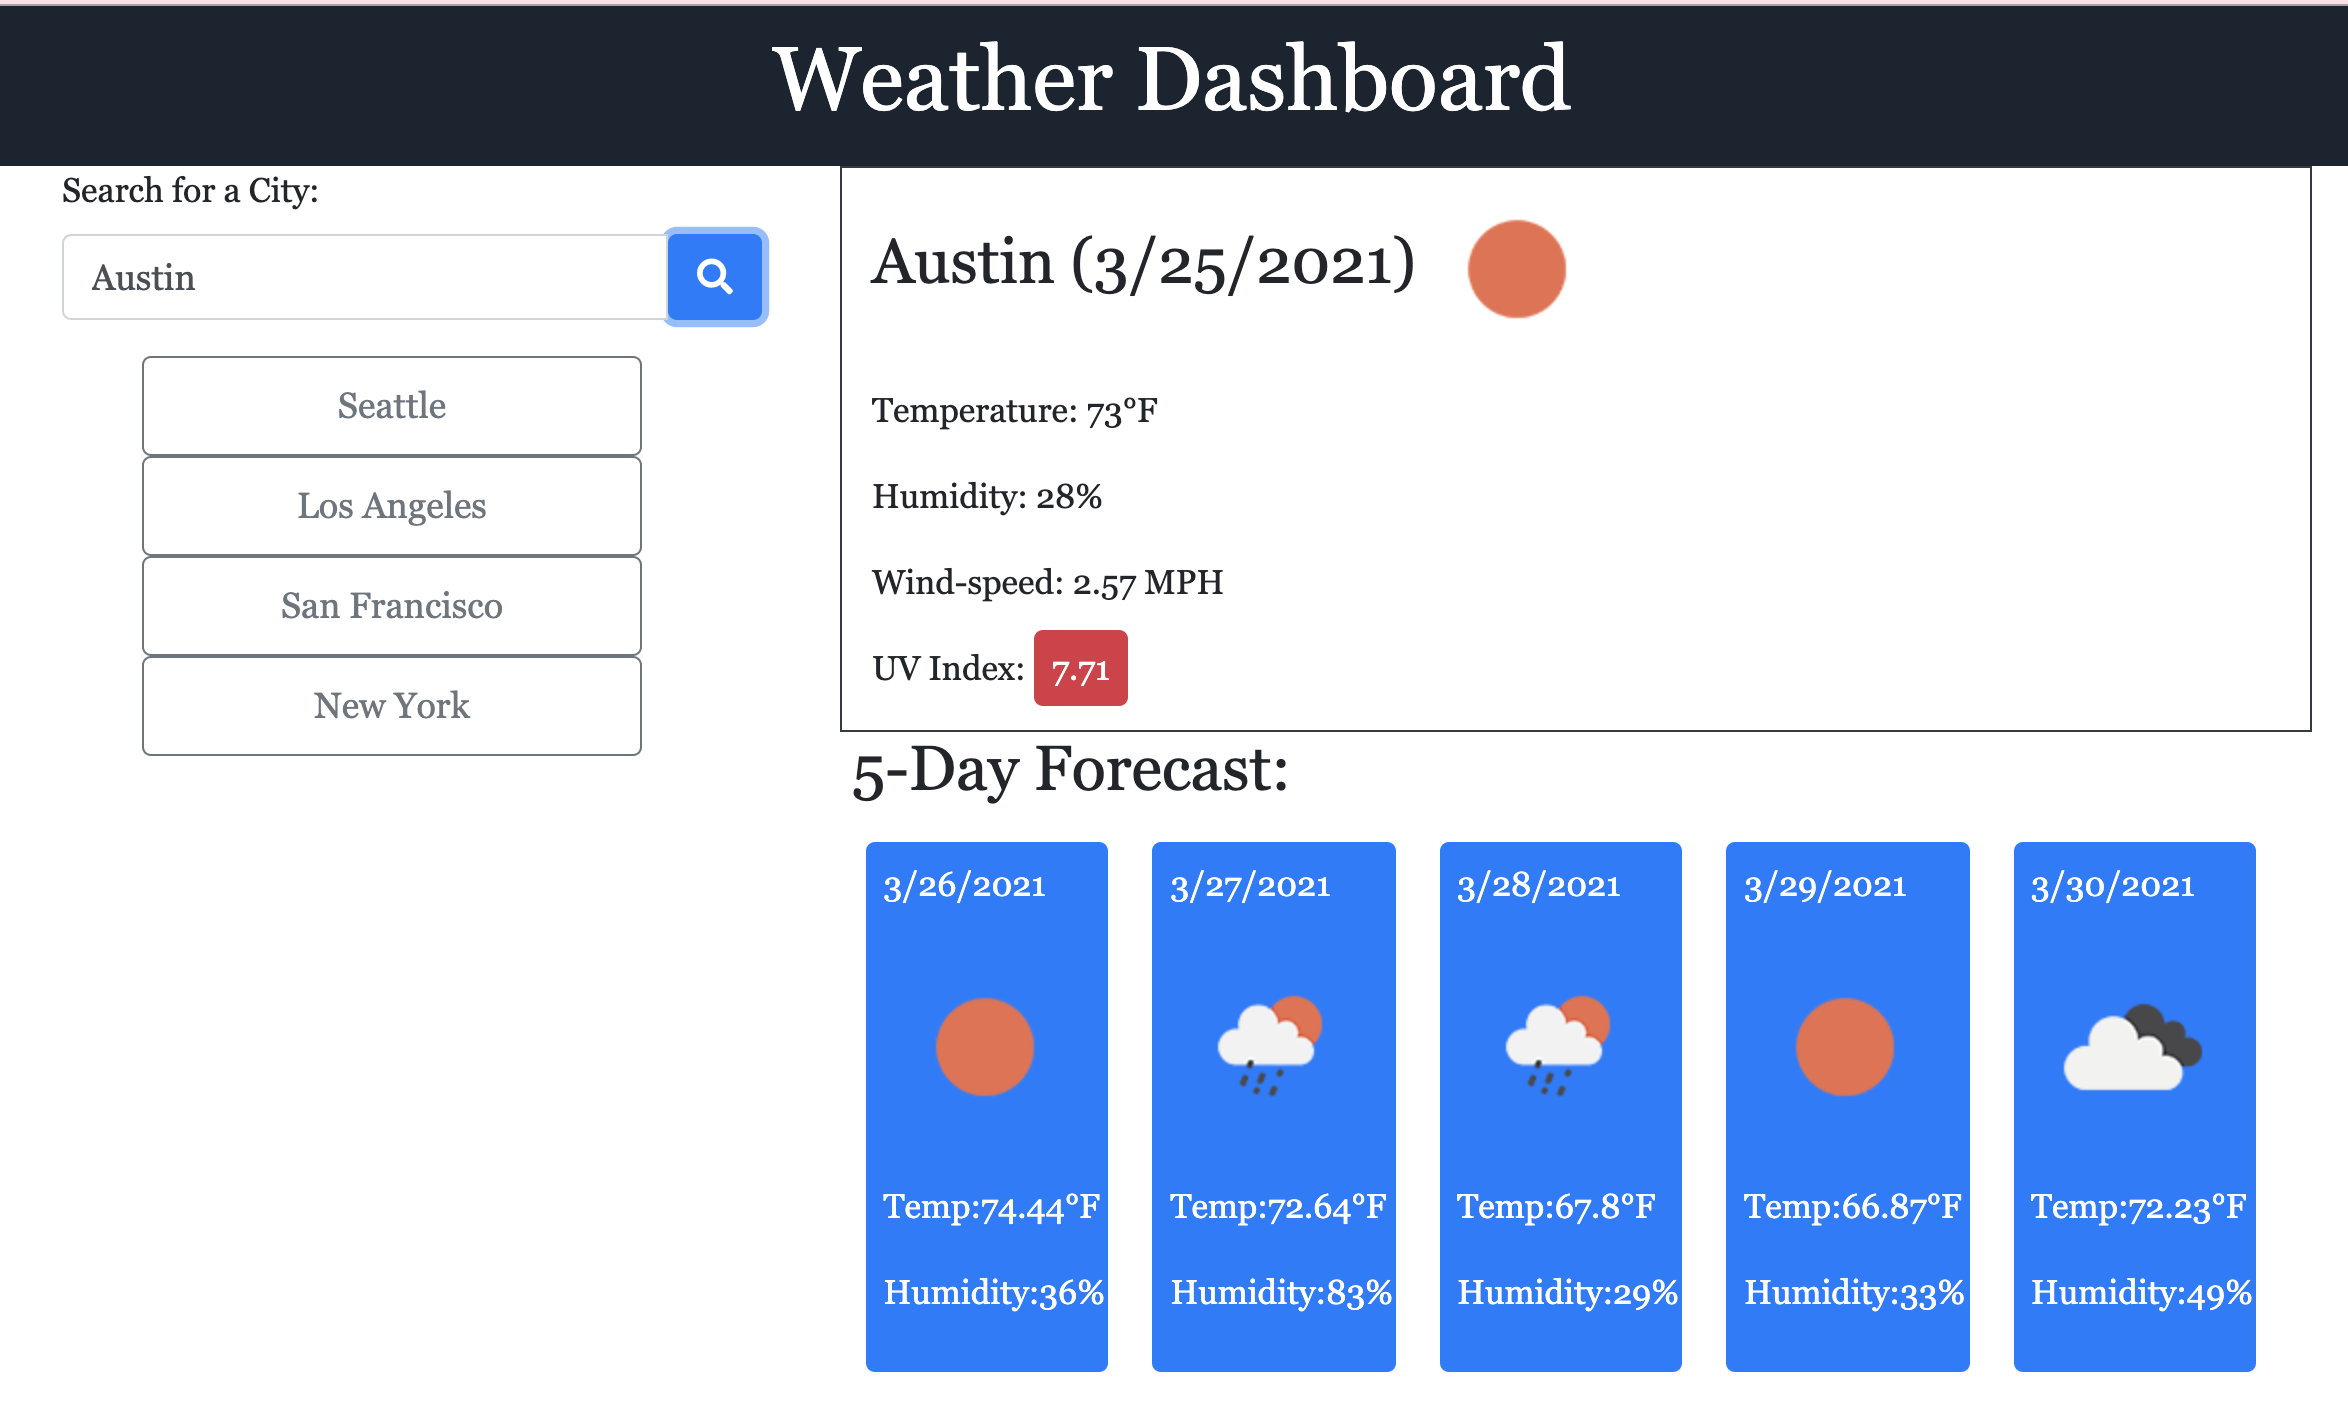 Weather Dashboard
Search for a City:
Austin
Seattle
Los Angeles
San Francisco
New York
Austin (3/25/2021)
Temperature: 73°F
Humidity: 28%
Wind-speed: 2.57 MPH
UV Index: 7.71
5-Day Forecast:
3/26/2021
Temp:74.44°F
Humidity:36%
3/27/2021
Temp:72.64°F
Humidity:83%
3/28/2021
Temp:67.8°F
Humidity:29%
3/29/2021
Temp:66.87°F
Humidity:33%
3/30/2021
Temp:72.23°F
Humidity:49%